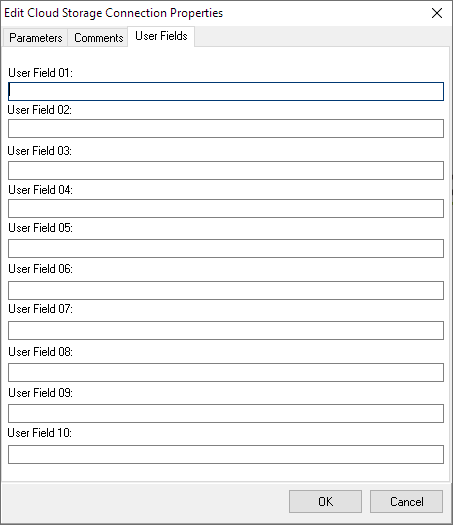 Edit Cloud Storage Connection Properties
Parameters Comments User Fields
User Field 01:
User Field 02:
User Field 03:
User Field 04:
User Field 05:
User Field 06:
User Field 07:
User Field 08:
User Field 09:
User Field 10:
OK Cancel